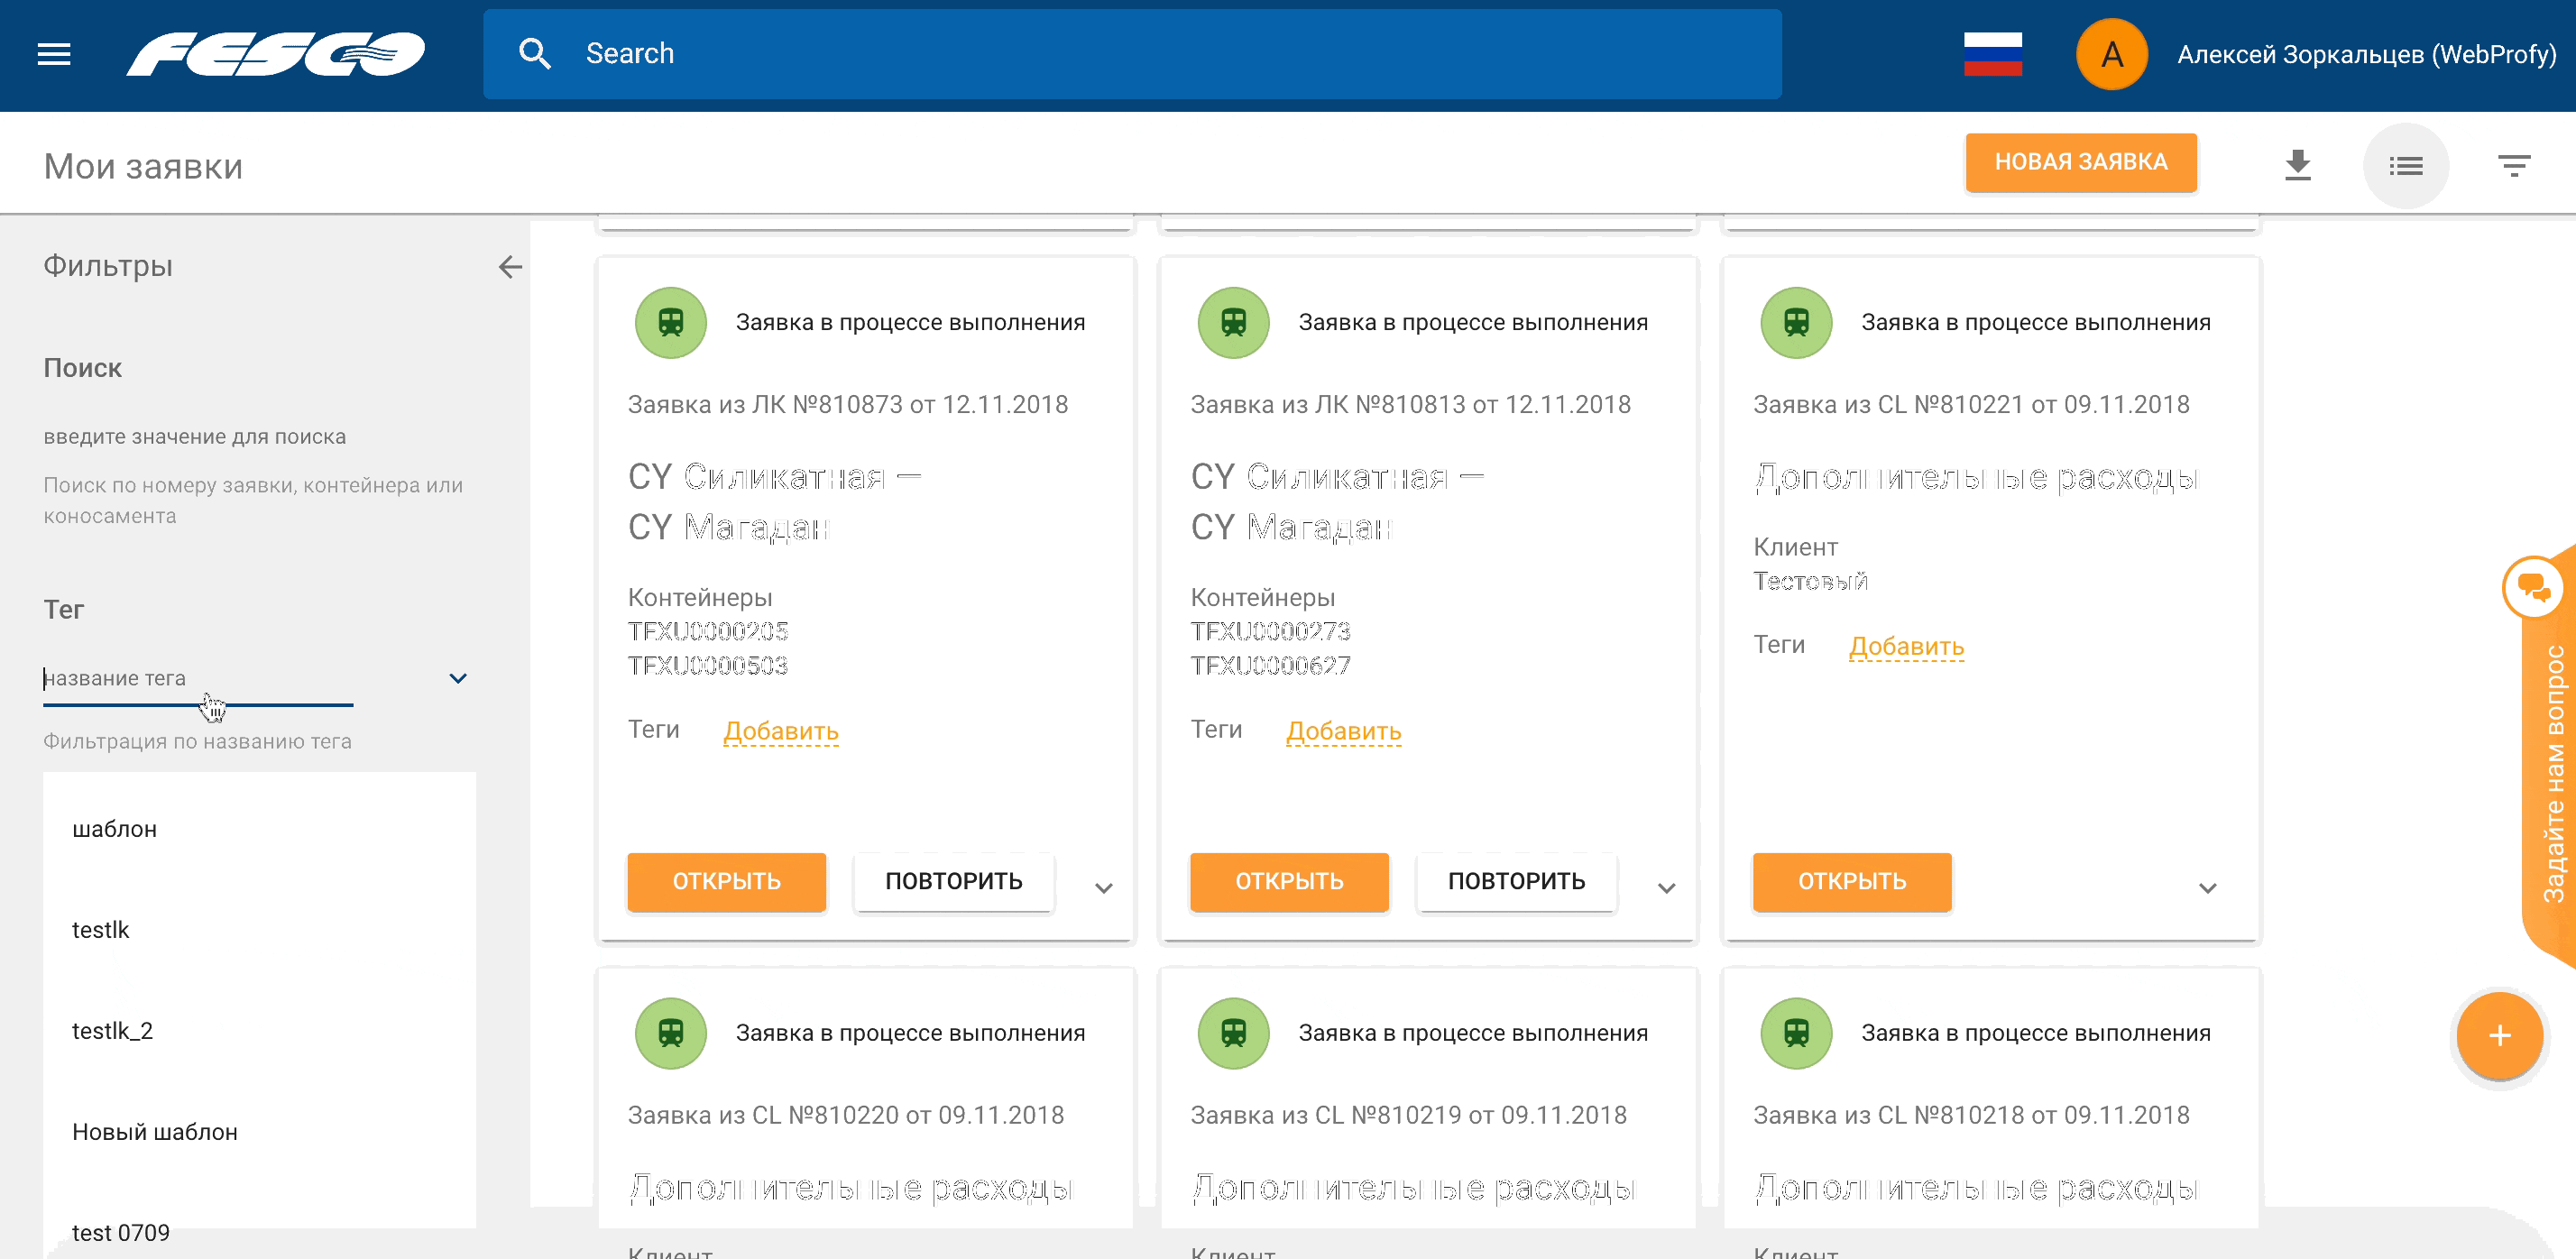 FESCO
Search
A
Алексей Зоркальцев (WebProfy)
Мои заявки
НОВАЯ ЗАЯВКА
Фильтры
Поиск
введите значение для поиска
Поиск по номеру заявки, контейнера или
коносамента
Тег
название тега
Фильтрация по названию тега
шаблон
testlk
testlk_2
Новый шаблон
test 0709
Заявка в процессе выполнения
Заявка из ЛК №810873 от 12.11.2018
CY Силикатная —
CY Магадан
Контейнеры
TEXU0000205
TEXU0000503
Теги Добавить
ОТКРЫТЬ ПОВТОРИТЬ
Заявка в процессе выполнения
Заявка из ЛК №810813 от 12.11.2018
CY Силикатная —
CY Магадан
Контейнеры
TEXU0000273
TEXU0000627
Теги Добавить
ОТКРЫТЬ ПОВТОРИТЬ
Заявка в процессе выполнения
Заявка из CL №810221 от 09.11.2018
Дополнительные расходы
Клиент
Тестовый
Теги Добавить
ОТКРЫТЬ
Заявка в процессе выполнения
Заявка из CL №810220 от 09.11.2018
Дополнительные расходы
Клиент
Заявка в процессе выполнения
Заявка из CL №810219 от 09.11.2018
Дополнительные расходы
Клиент
Заявка в процессе выполнения
Заявка из CL №810218 от 09.11.2018
Дополнительные расходы
Клиент
Задайте нам вопрос